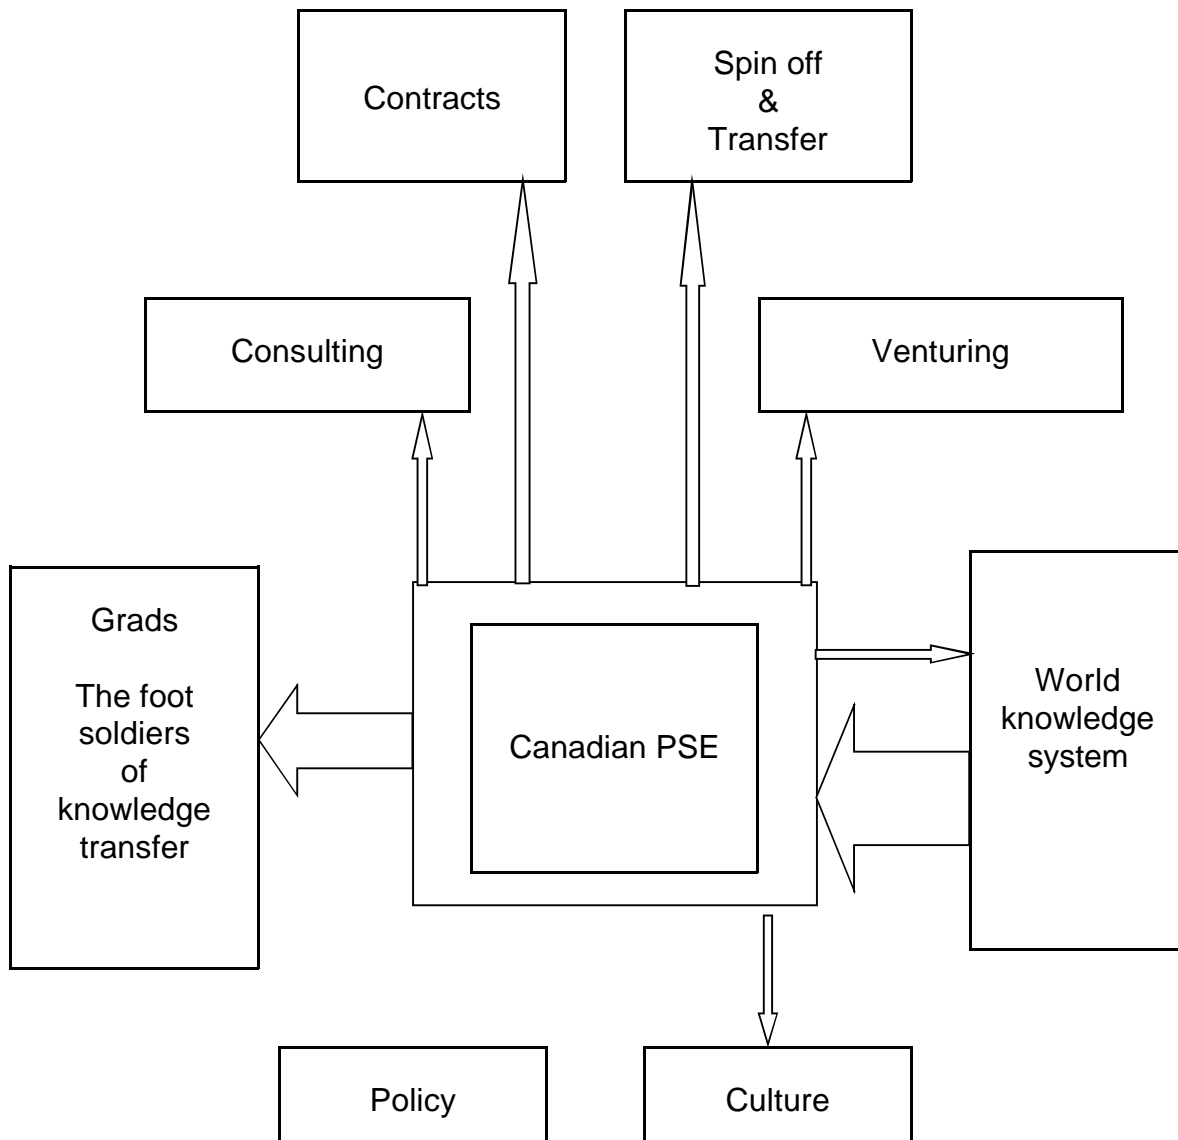 Contracts
Spin off
&
Transfer
Consulting
Venturing
Grads
The foot
soldiers
of
knowledge
transfer
Canadian PSE
World
knowledge
system
Policy
Culture